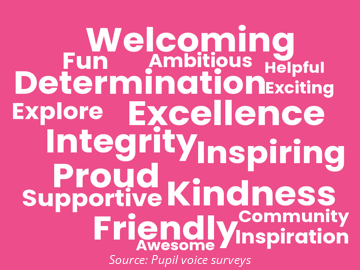 Welcoming
Fun Ambitious Helpful
Determination Exciting
Explore Excellence
Integrity Inspiring
Proud
Supportive Kindness
Friendly Community
Awesome Inspiration
Source: Pupil voice surveys